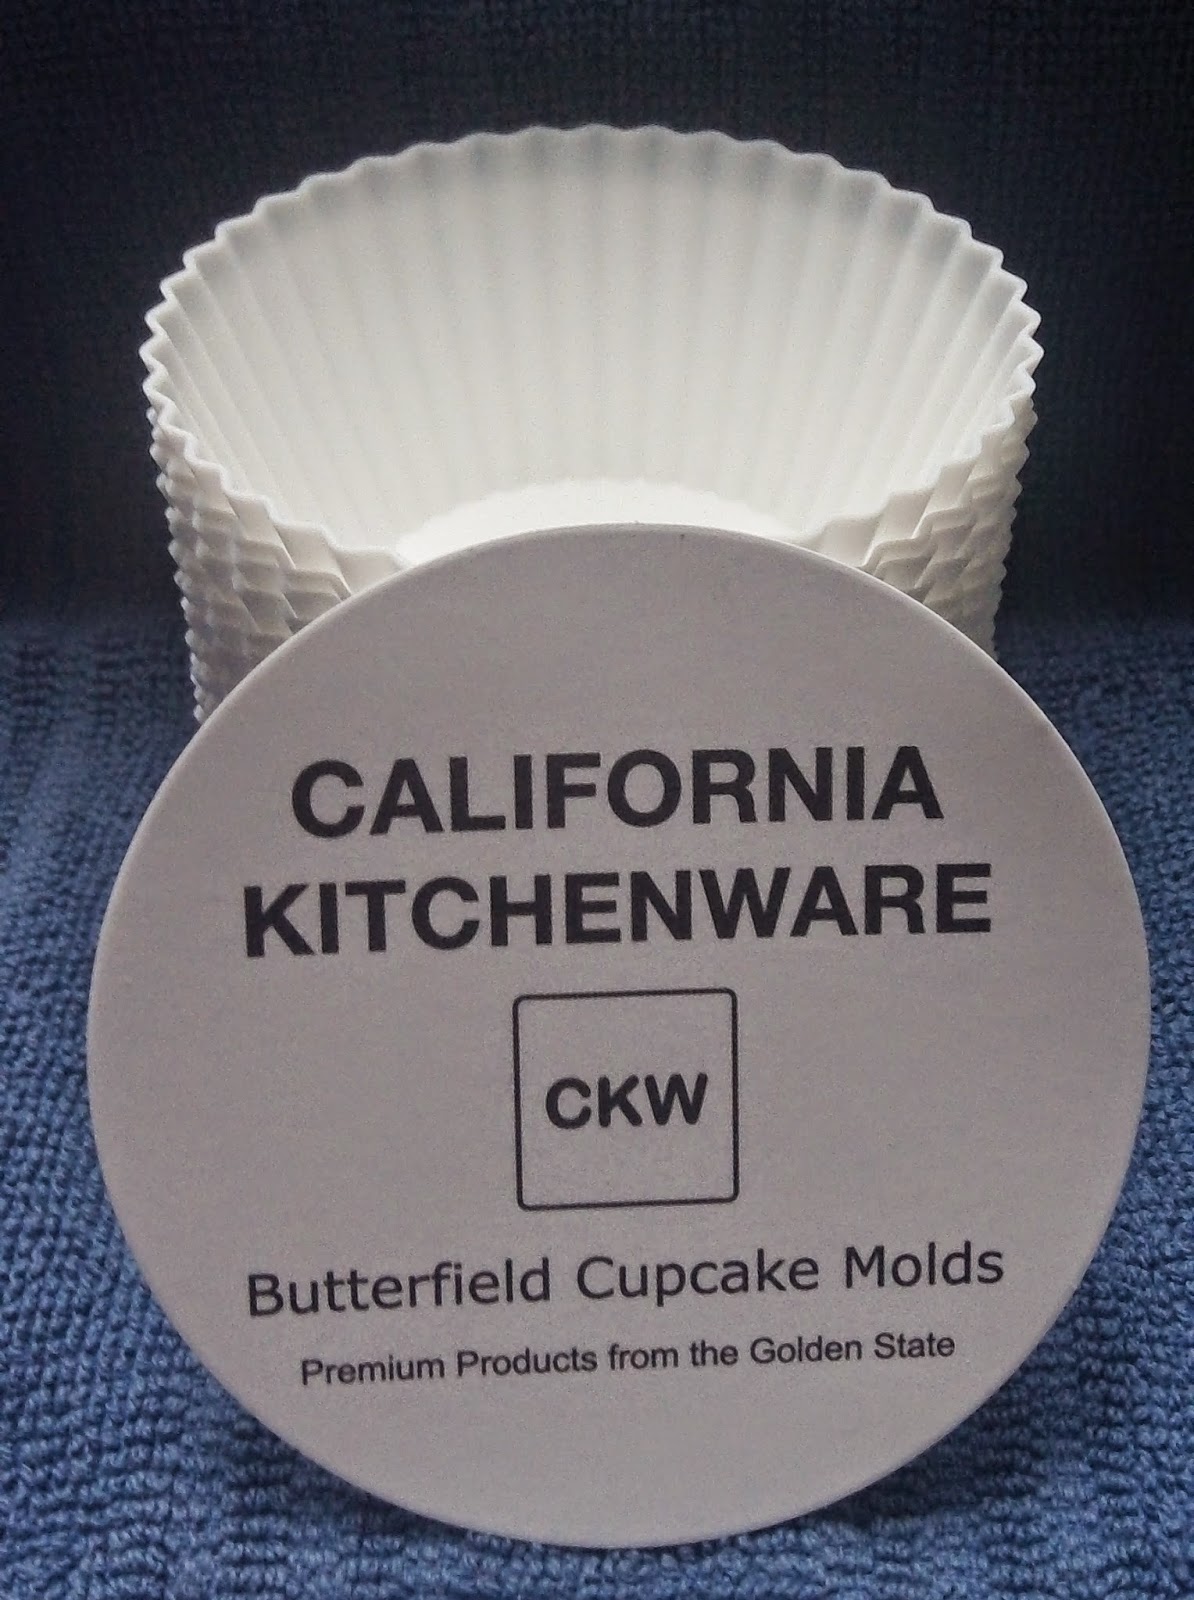 CALIFORNIA
KITCHENWARE
CKW
Butterfield Cupcake Molds
Premium Products from the Golden State